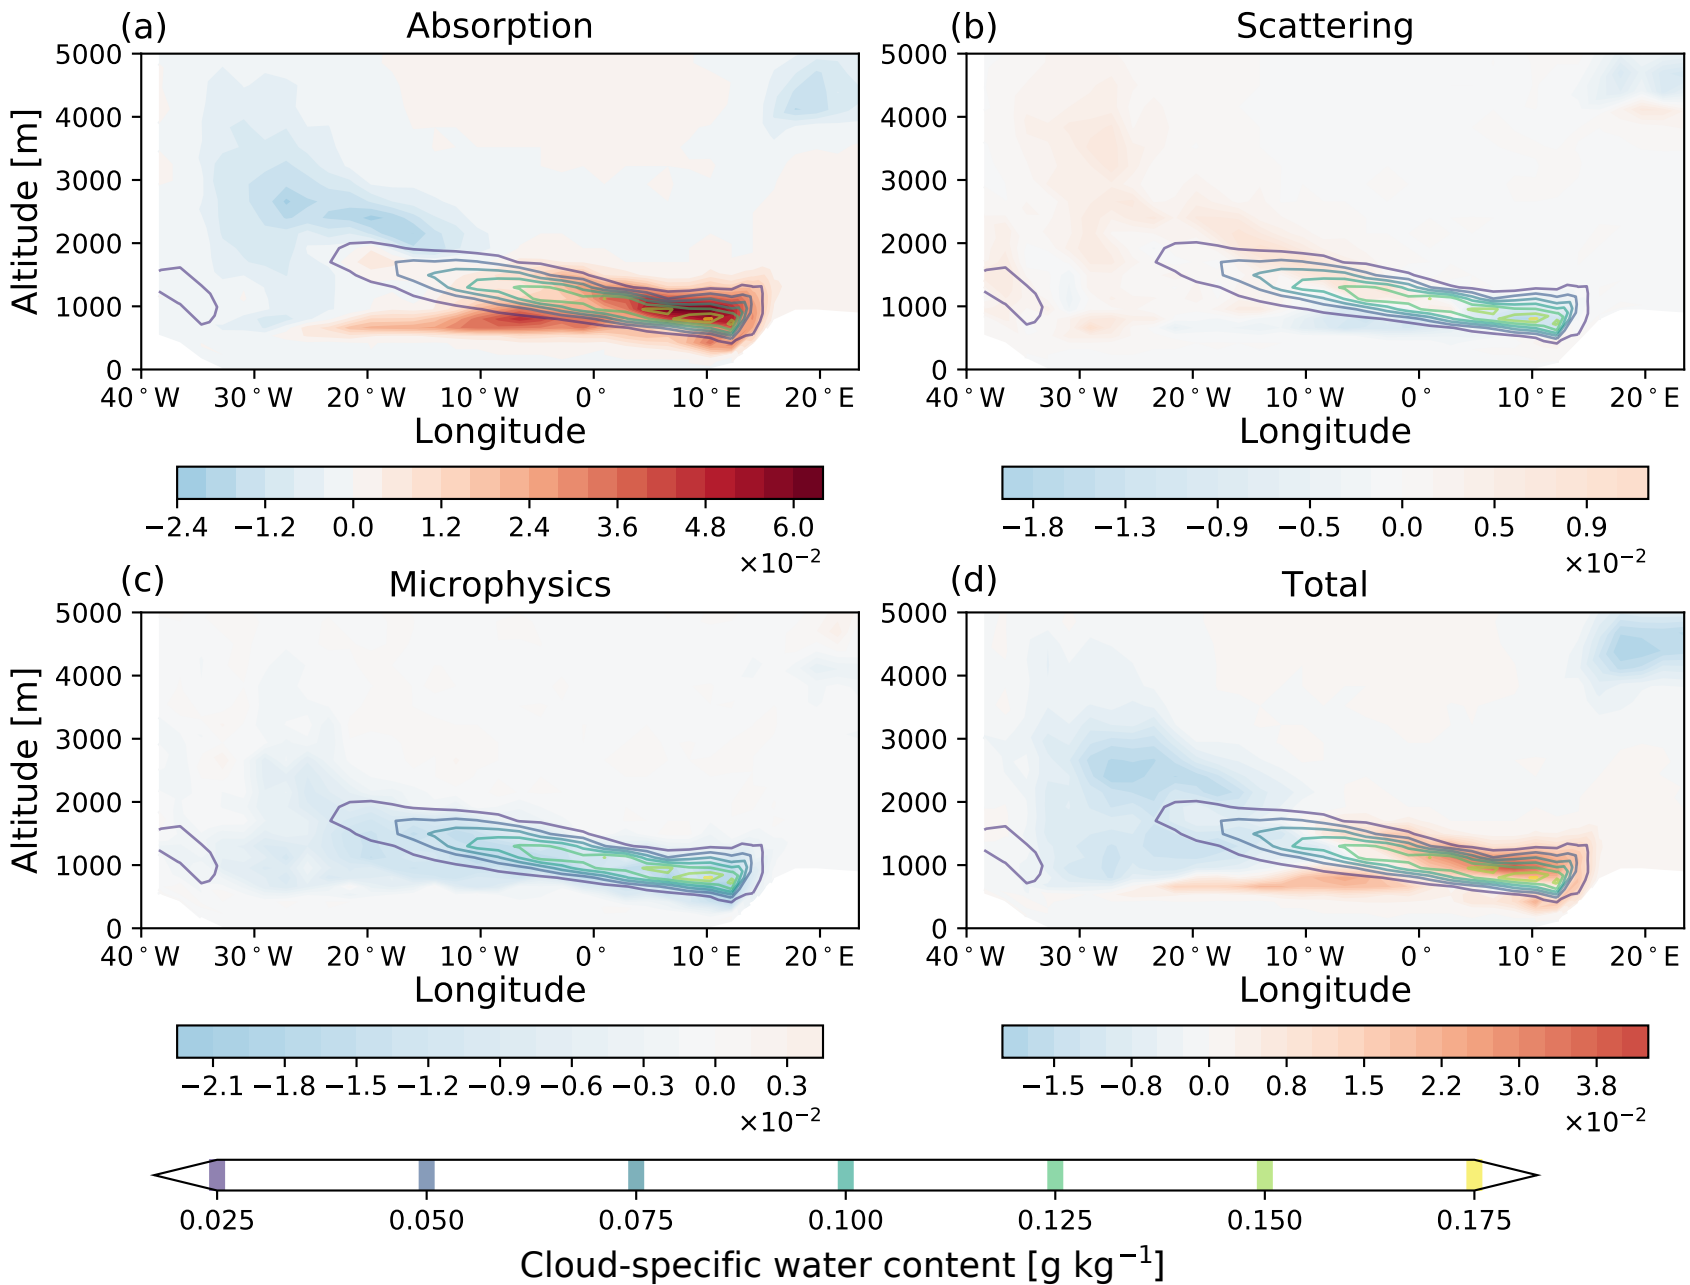 (a) Absorption (b) Scattering
5000 5000
4000 4000
3000 3000
2000 2000
1000 1000
0 0
Altitude [m]
40°W 30°W 20°W 10°W 0° 10°E 20°E 40°W 30°W 20°W 10°W 0° 10°E 20°E
Longitude Longitude
−2.4 −1.2 0.0 1.2 2.4 3.6 4.8 6.0 −1.8 −1.3 −0.9 −0.5 0.0 0.5 0.9
×10−2 ×10−2
(c) Microphysics (d) Total
5000 5000
4000 4000
3000 3000
2000 2000
1000 1000
0 0
Altitude [m]
40°W 30°W 20°W 10°W 0° 10°E 20°E 40°W 30°W 20°W 10°W 0° 10°E 20°E
Longitude Longitude
−2.1 −1.8 −1.5 −1.2 −0.9 −0.6 −0.3 0.0 0.3 −1.5 −0.8 0.0 0.8 1.5 2.2 3.0 3.8
×10−2 ×10−2
0.025 0.050 0.075 0.100 0.125 0.150 0.175
Cloud-specific water content [g kg−1]